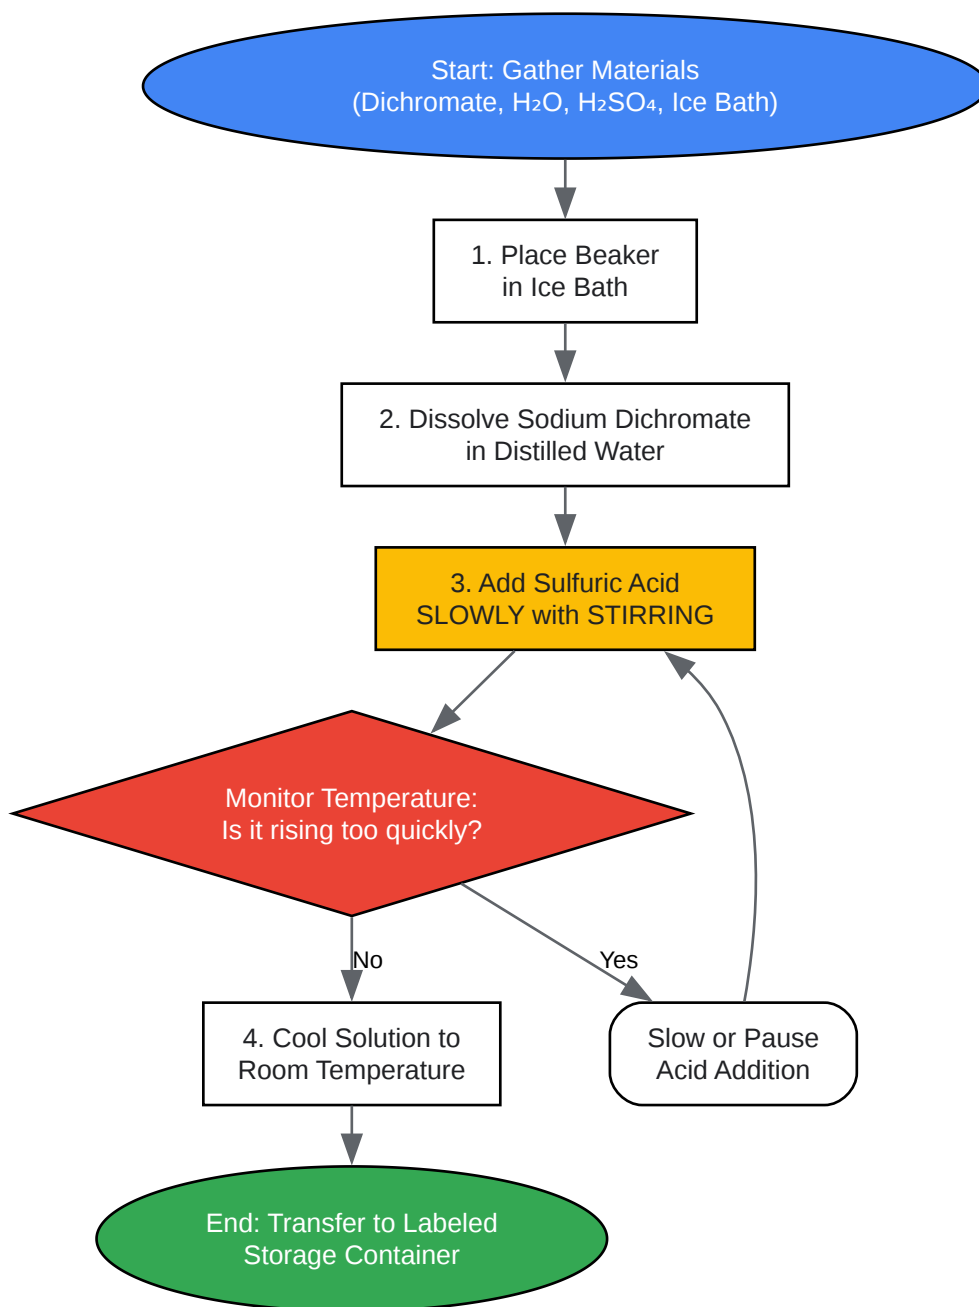 Start: Gather Materials
(Dichromate, H₂O, H₂SO₄, Ice Bath)
1. Place Beaker
in Ice Bath
2. Dissolve Sodium Dichromate
in Distilled Water
3. Add Sulfuric Acid
SLOWLY with STIRRING
Monitor Temperature:
Is it rising too quickly?
No
Yes
4. Cool Solution to
Room Temperature
Slow or Pause
Acid Addition
End: Transfer to Labeled
Storage Container